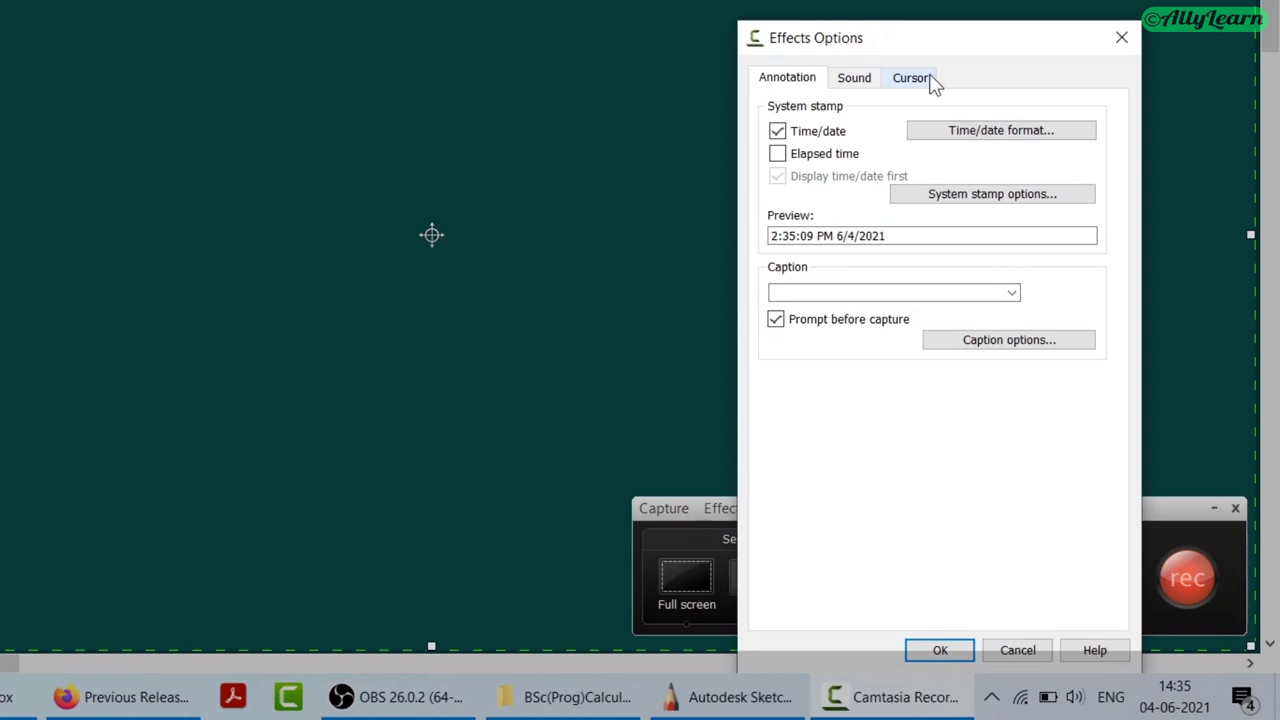 ©AllyLearn
Effects Options
Annotation Sound Cursor
System stamp
Time/date Time/date format...
Elapsed time
Display time/date first
System stamp options...
Preview:
2:35:09 PM 6/4/2021
Caption
Prompt before capture
Caption options...
Capture Effec
Se
Full screen
rec
OK Cancel Help
ox Previous Releas... OBS 26.0.2 (64-... BSc(Prog)Calcul... Autodesk Sketc... Camtasia Recor... ENG 14:35
04-06-2021
4